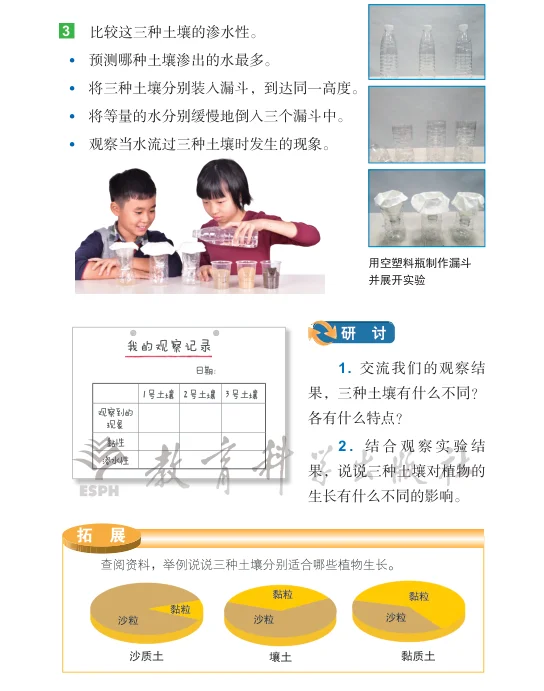 3 比较这三种土壤的渗水性。
• 预测哪种土壤渗出的水最多。
• 将三种土壤分别装入漏斗，到达同一高度。
• 将等量的水分别缓慢地倒入三个漏斗中。
• 观察当水流过三种土壤时发生的现象。
用空塑料瓶制作漏斗
并展开实验
我的观察记录
日期:
1号土壤 2号土壤 3号土壤
观察到的
现象
黏性
渗水性
研 讨
1. 交流我们的观察结
果，三种土壤有什么不同？
各有什么特点？
2. 结合观察实验结
果，说说三种土壤对植物的
生长有什么不同的影响。
ESPH 教育科学出版社
拓 展
查阅资料，举例说说三种土壤分别适合哪些植物生长。
沙粒 黏粒
沙粒 黏粒
沙粒 黏粒
沙质土 壤土 黏质土